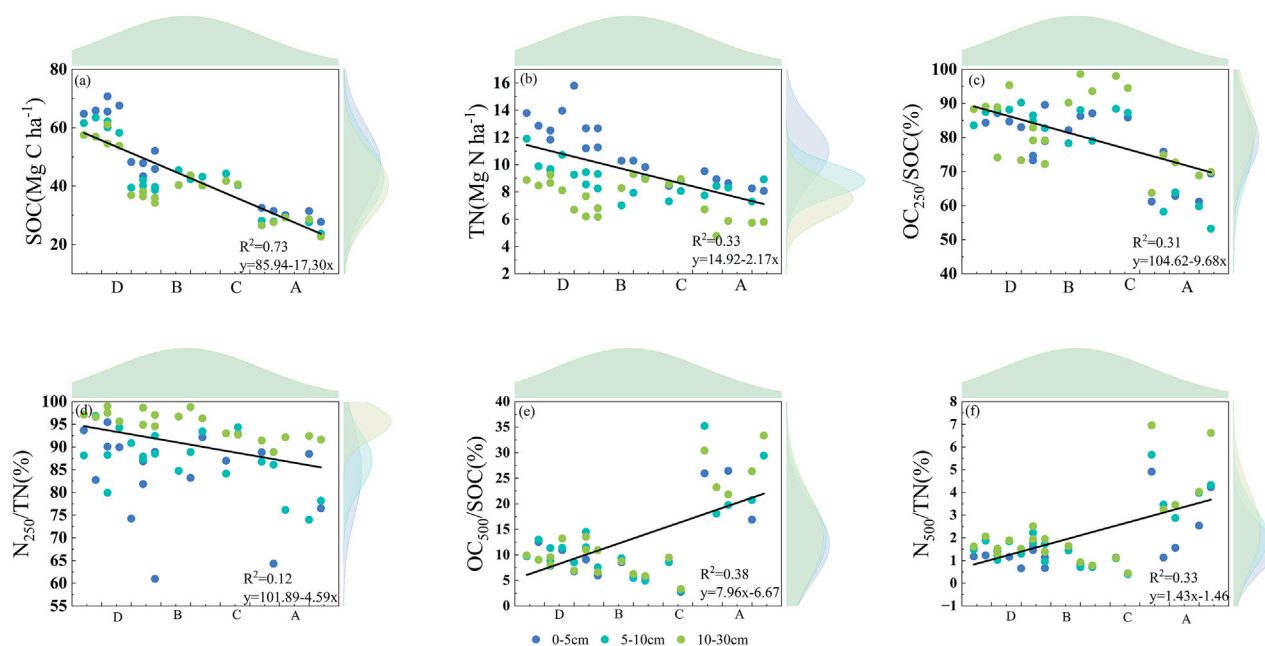 (a)
SOC(Mg C ha⁻¹)
80
60
40
20
R²=0.73
y=85.94-17.30x
D B C A
(b)
TN(Mg N ha⁻¹)
16
14
12
10
8
6
4
2
R²=0.33
y=14.92-2.17x
D B C A
(c)
OC₂₅₀/SOC(%)
100
90
80
70
60
50
40
R²=0.31
y=104.62-9.68x
D B C A
(d)
N₂₅₀/TN(%)
100
95
90
85
80
75
70
65
60
55
R²=0.12
y=101.89-4.59x
D B C A
(e)
OC₅₀₀/SOC(%)
40
35
30
25
20
15
10
5
0
R²=0.38
y=7.96x-6.67
D B C A
(f)
N₅₀₀/TN(%)
8
7
6
5
4
3
2
1
0
−1
R²=0.33
y=1.43x-1.46
D B C A
0-5cm 5-10cm 10-30cm